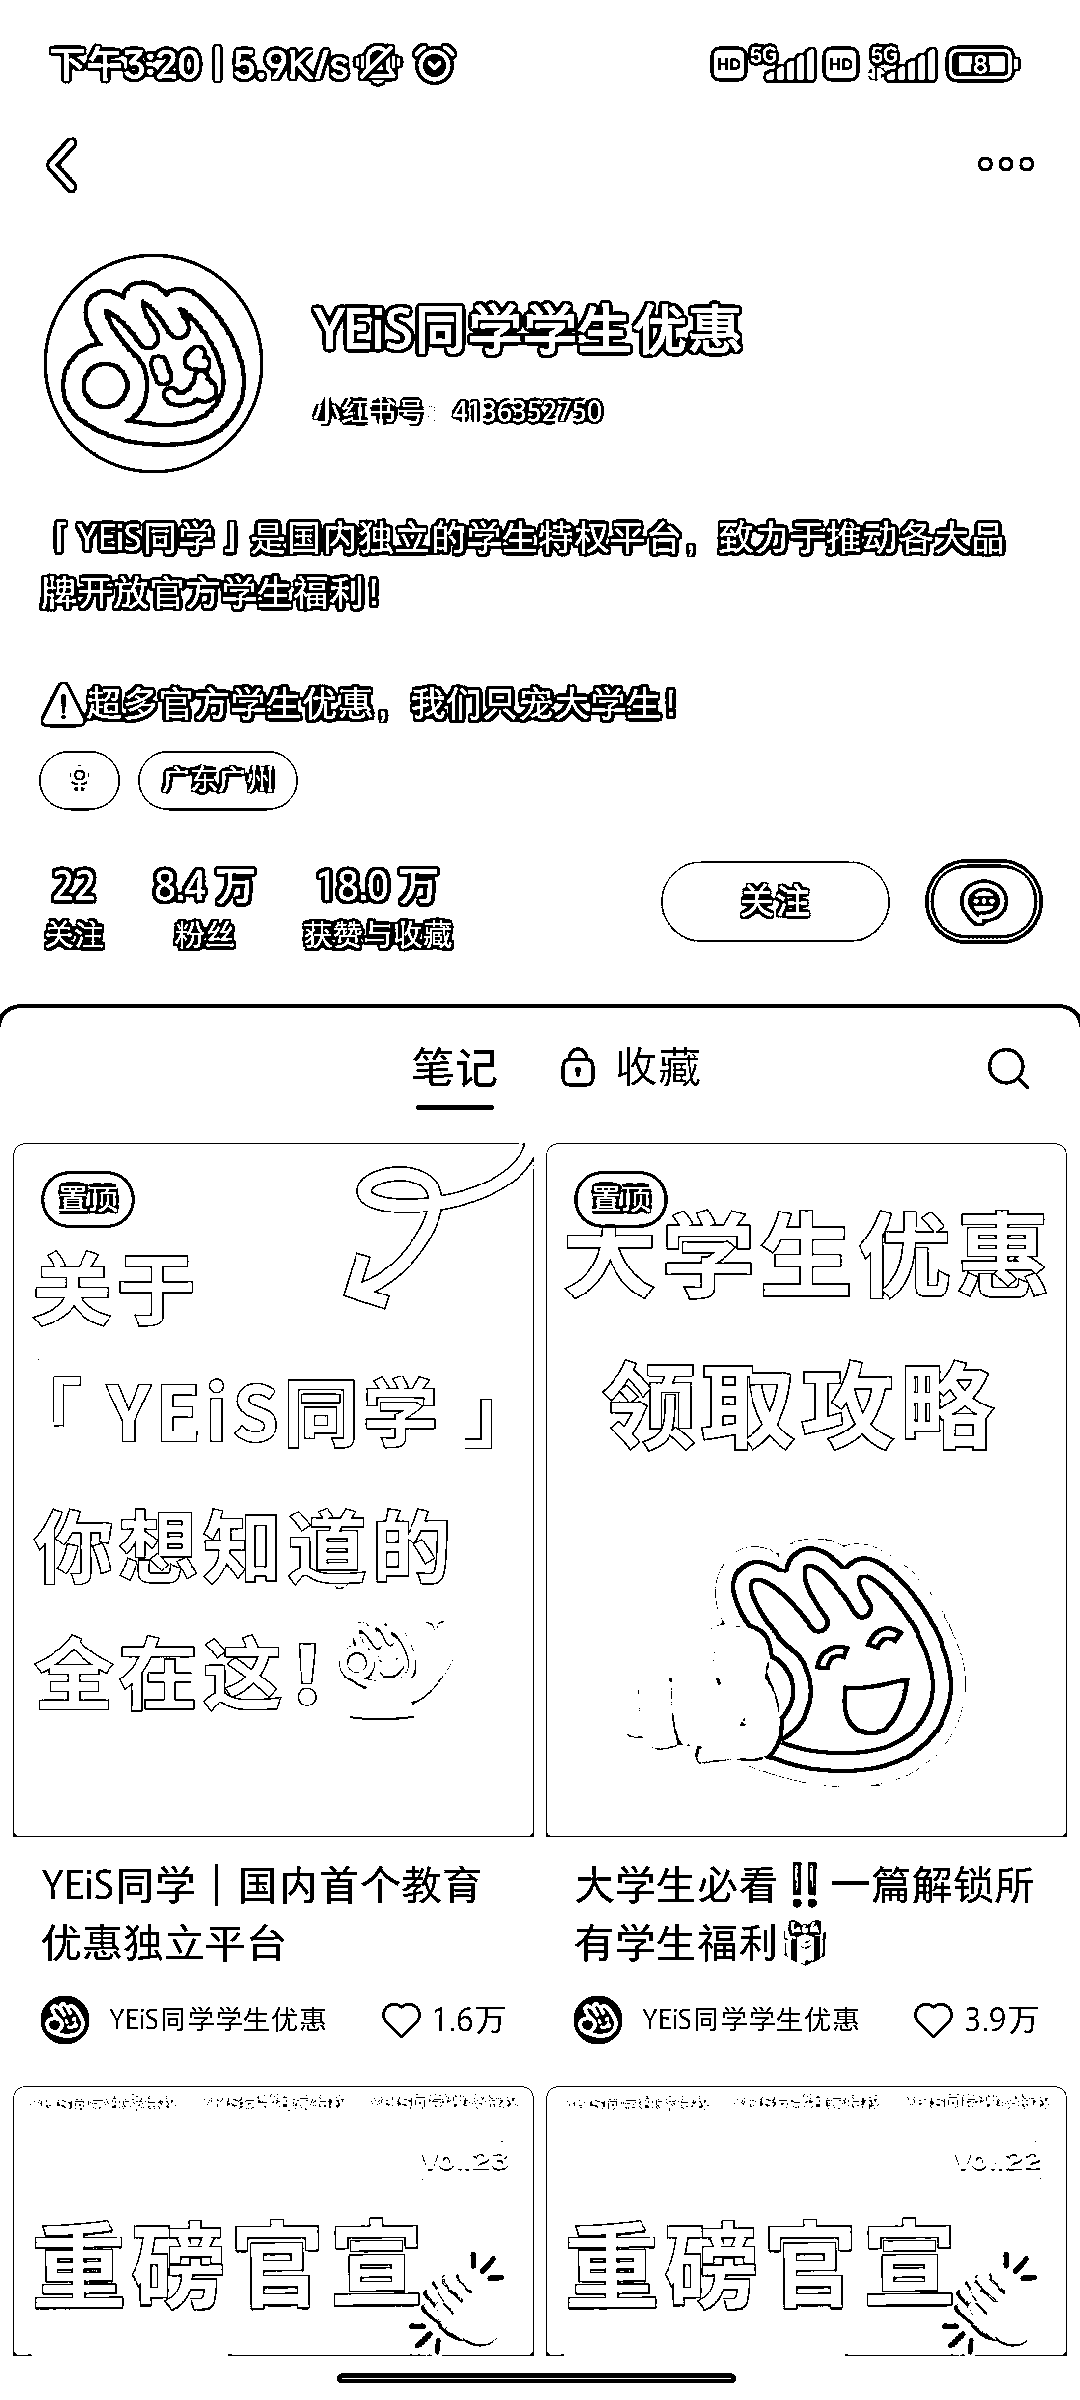 下午3:20 | 5.9K/s
HD 5G HD 5G 8
YEiS同学学生优惠
小红书号：4136352750
「YEiS同学」是国内独立的学生特权平台，致力于推动各大品
牌开放官方学生福利！
超多官方学生优惠，我们只宠大学生！
广东广州
22 8.4万 18.0万
关注 粉丝 获赞与收藏
关注
笔记 收藏
置顶
关于
「YEiS同学」
你想知道的
全在这！
置顶
大学生优惠
领取攻略
YEiS同学｜国内首个教育
优惠独立平台
YEiS同学学生优惠 1.6万
大学生必看‼️一篇解锁所
有学生福利🎁
YEiS同学学生优惠 3.9万
Vol.23
重磅官宣
Vol.22
重磅官宣